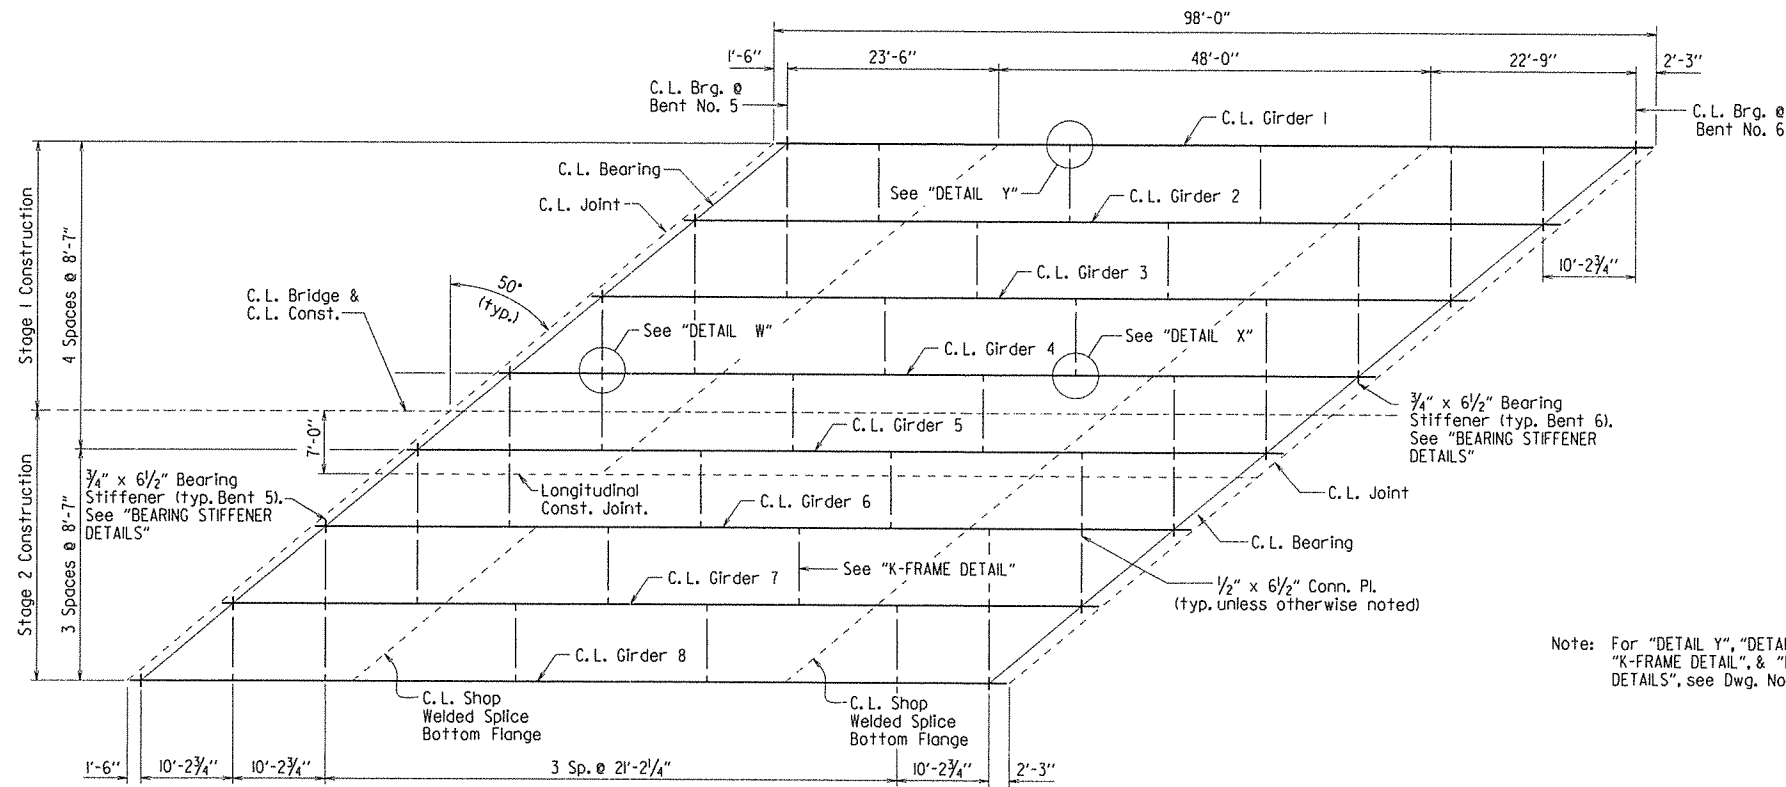 98'-0"
1'-6"
23'-6"
48'-0"
22'-9"
2'-3"
C.L. Brg. @
Bent No. 5
C.L. Girder 1
C.L. Brg. @
Bent No. 6
C.L. Bearing
See "DETAIL Y"
C.L. Girder 2
C.L. Joint
Stage 1 Construction
4 Spaces @ 8'-7"
50°
(typ.)
C.L. Girder 3
10'-2¾"
C.L. Bridge &
C.L. Const.
See "DETAIL W"
See "DETAIL X"
C.L. Girder 4
¾" x 6½" Bearing
Stiffener (typ. Bent 6).
See "BEARING STIFFENER
DETAILS"
7'-0"
C.L. Girder 5
Stage 2 Construction
3 Spaces @ 8'-7"
¾" x 6½" Bearing
Stiffener (typ. Bent 5).
See "BEARING STIFFENER
DETAILS"
Longitudinal
Const. Joint.
C.L. Girder 6
C.L. Joint
C.L. Bearing
See "K-FRAME DETAIL"
C.L. Girder 7
½" x 6½" Conn. Pl.
(typ. unless otherwise noted)
C.L. Girder 8
Note: For "DETAIL Y", "DETAI
"K-FRAME DETAIL", & "
DETAILS", see Dwg. No
C.L. Shop
Welded Splice
Bottom Flange
C.L. Shop
Welded Splice
Bottom Flange
1'-6"
10'-2¾"
10'-2¾"
3 Sp. @ 21'-2¼"
10'-2¾"
2'-3"